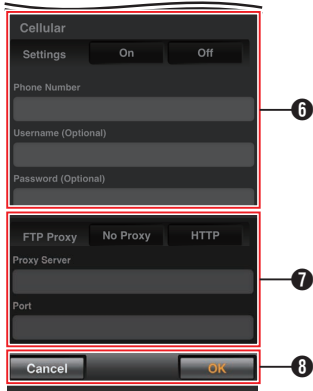 Cellular
Settings On Off
Phone Number
Username (Optional)
Password (Optional)
6
FTP Proxy No Proxy HTTP
Proxy Server
Port
7
Cancel OK
8